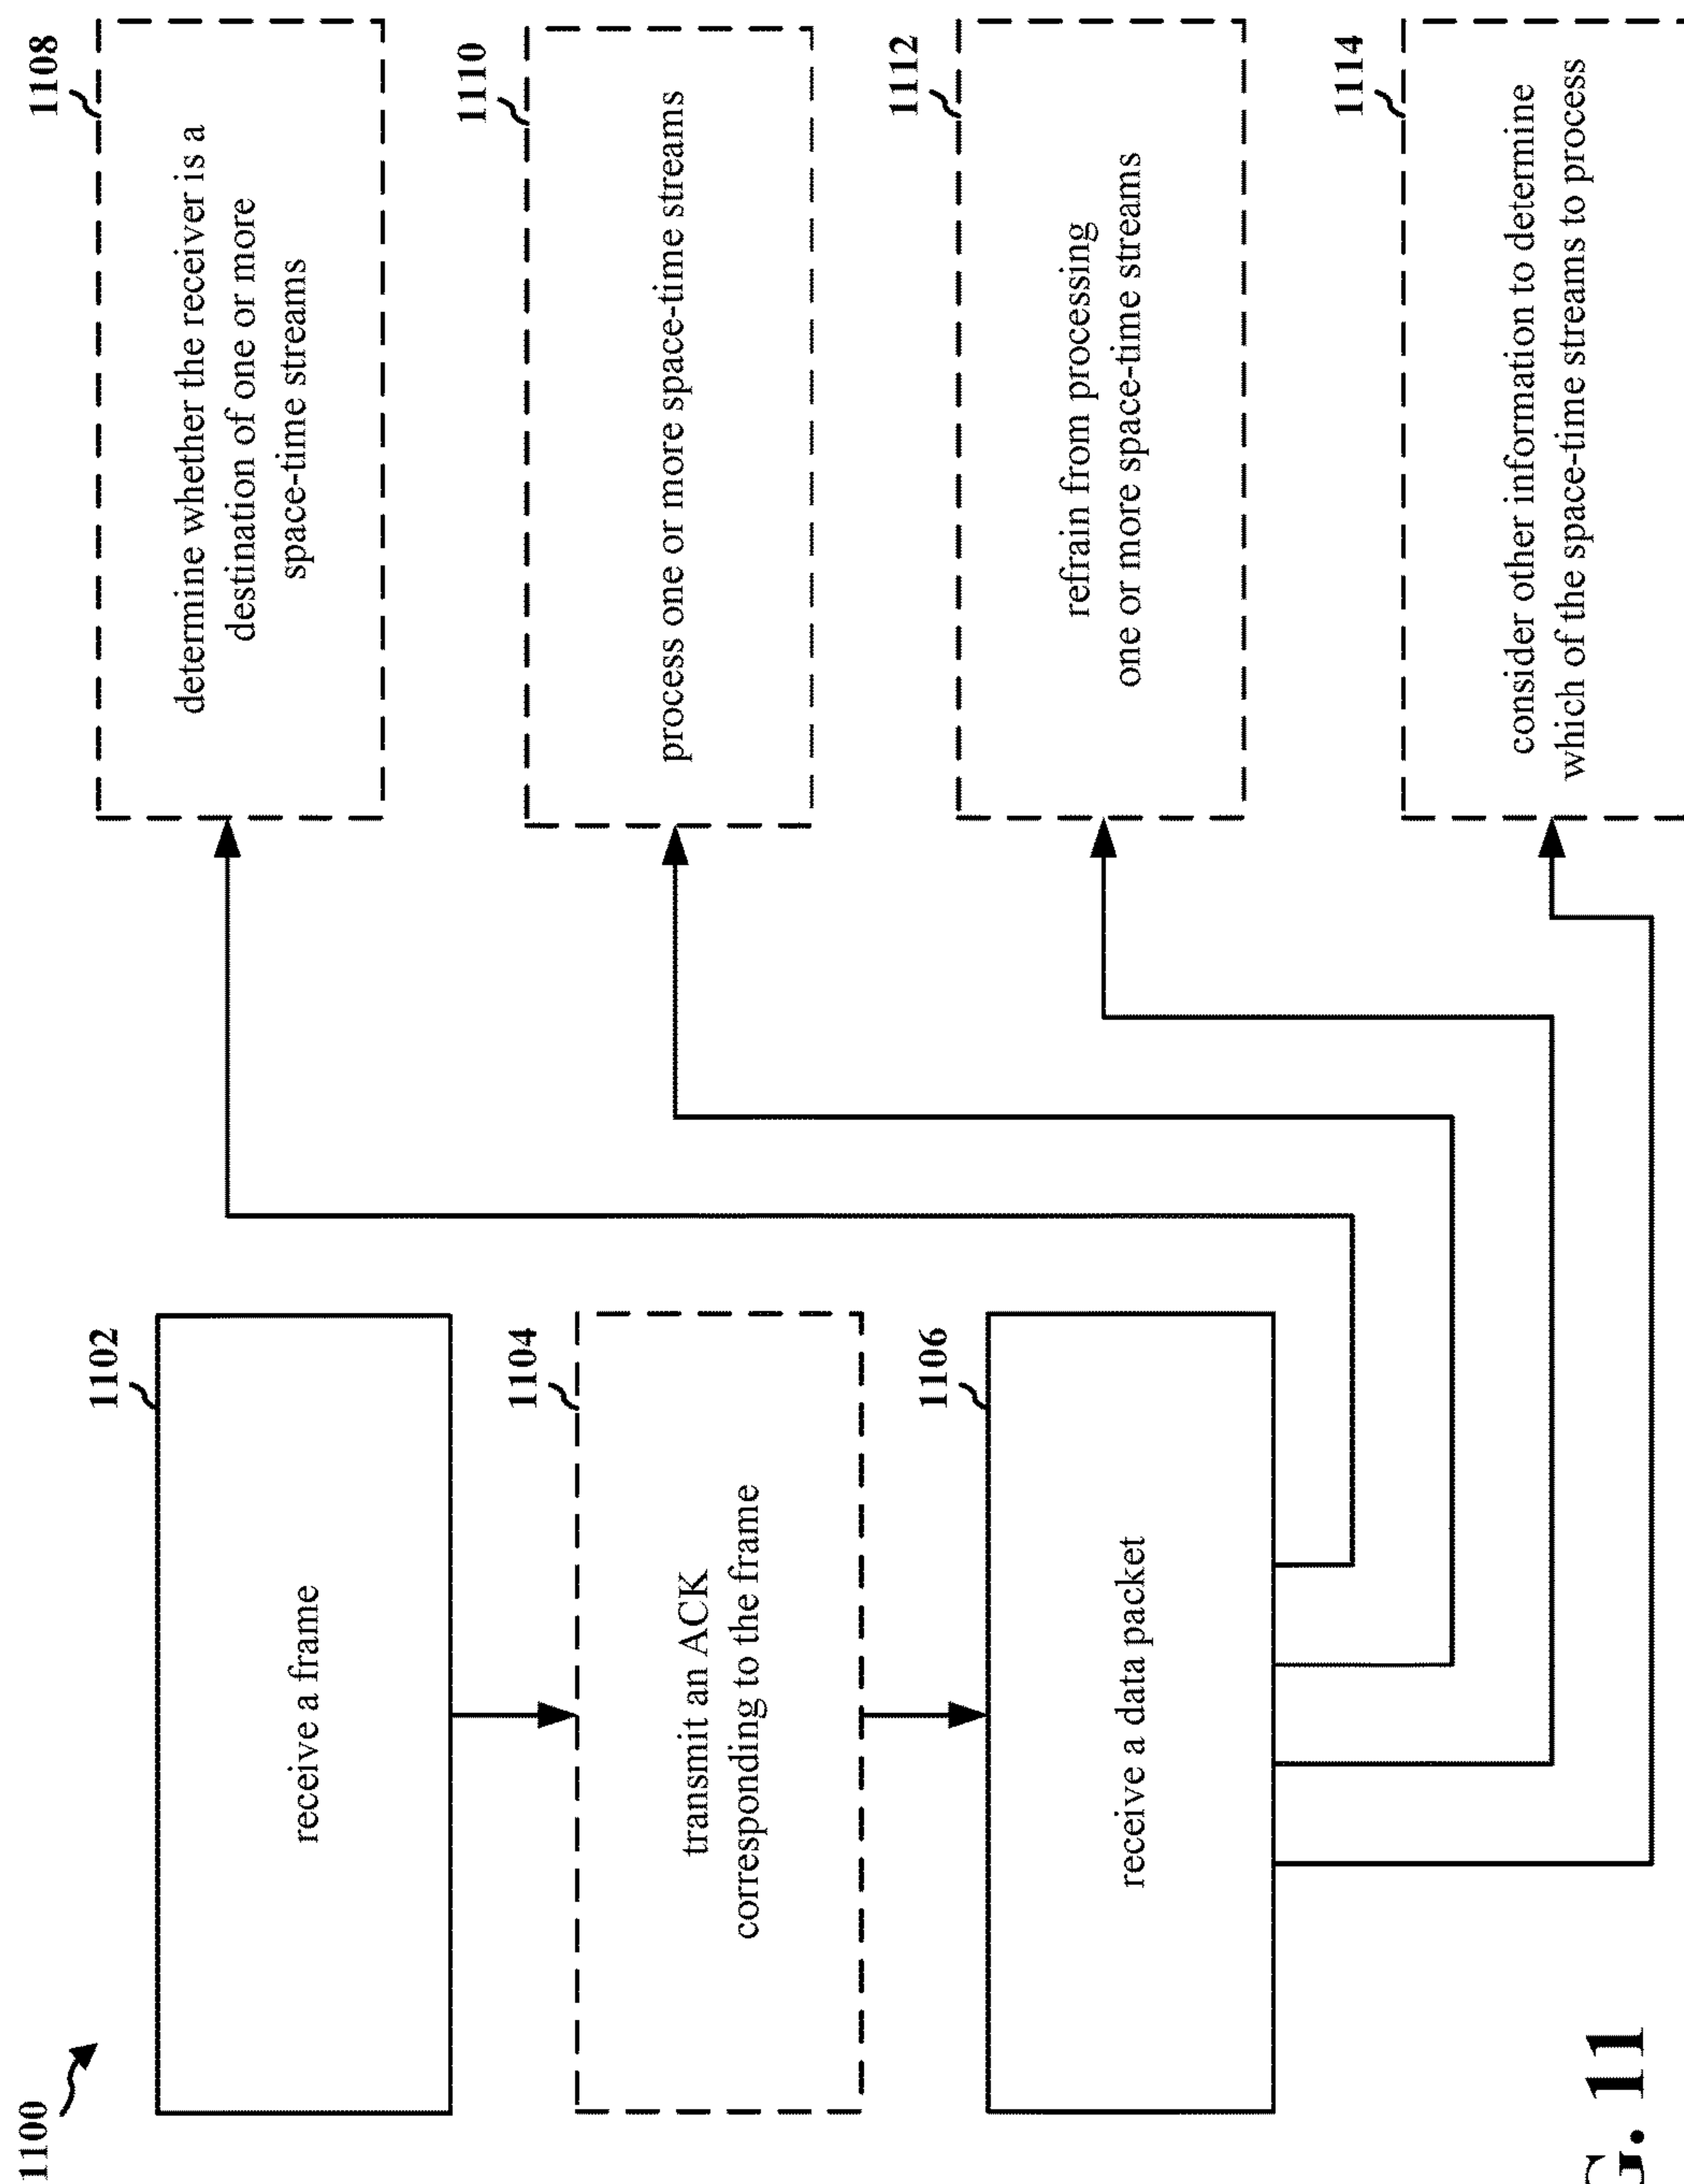 1100
1102
receive a frame
1104
transmit an ACK
corresponding to the frame
1106
receive a data packet
1108
determine whether the receiver is a
destination of one or more
space-time streams
1110
process one or more space-time streams
1112
refrain from processing
one or more space-time streams
1114
consider other information to determine
which of the space-time streams to process
G. 11